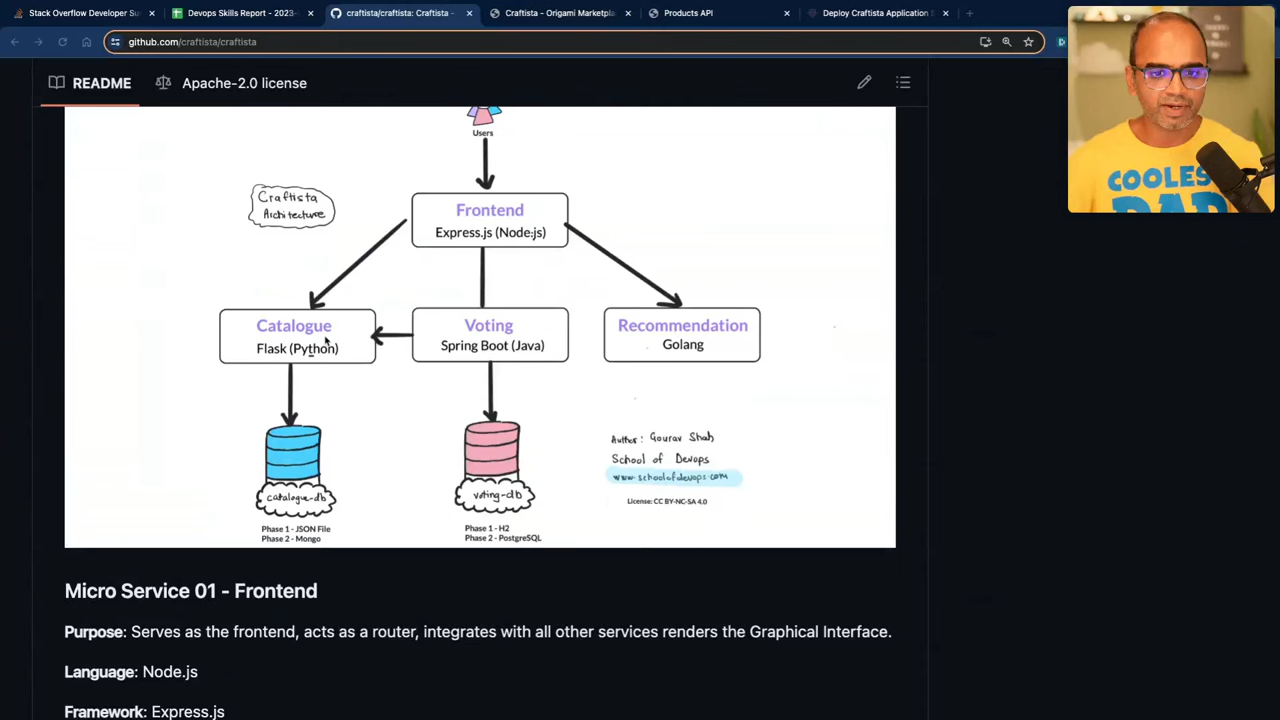 Stack Overflow Developer Su
Devops Skills Report - 2023-
craftista/craftista: Craftista -
Craftista - Origami Marketpla
Products API
Deploy Craftista Application S
github.com/craftista/craftista
README
Apache-2.0 license
Users
Craftista
Architecture
Frontend
Express.js (Node.js)
Catalogue
Flask (Python)
Voting
Spring Boot (Java)
Recommendation
Golang
catalogue-db
voting-db
Author: Gourav Shah
School of Devops
www.schoolofdevops.com
License: CC BY-NC-SA 4.0
Phase 1 - JSON File
Phase 2 - Mongo
Phase 1 - H2
Phase 2 - PostgreSQL
Micro Service 01 - Frontend
Purpose: Serves as the frontend, acts as a router, integrates with all other services renders the Graphical Interface.
Language: Node.js
Framework: Express.js
COOLES
DAD